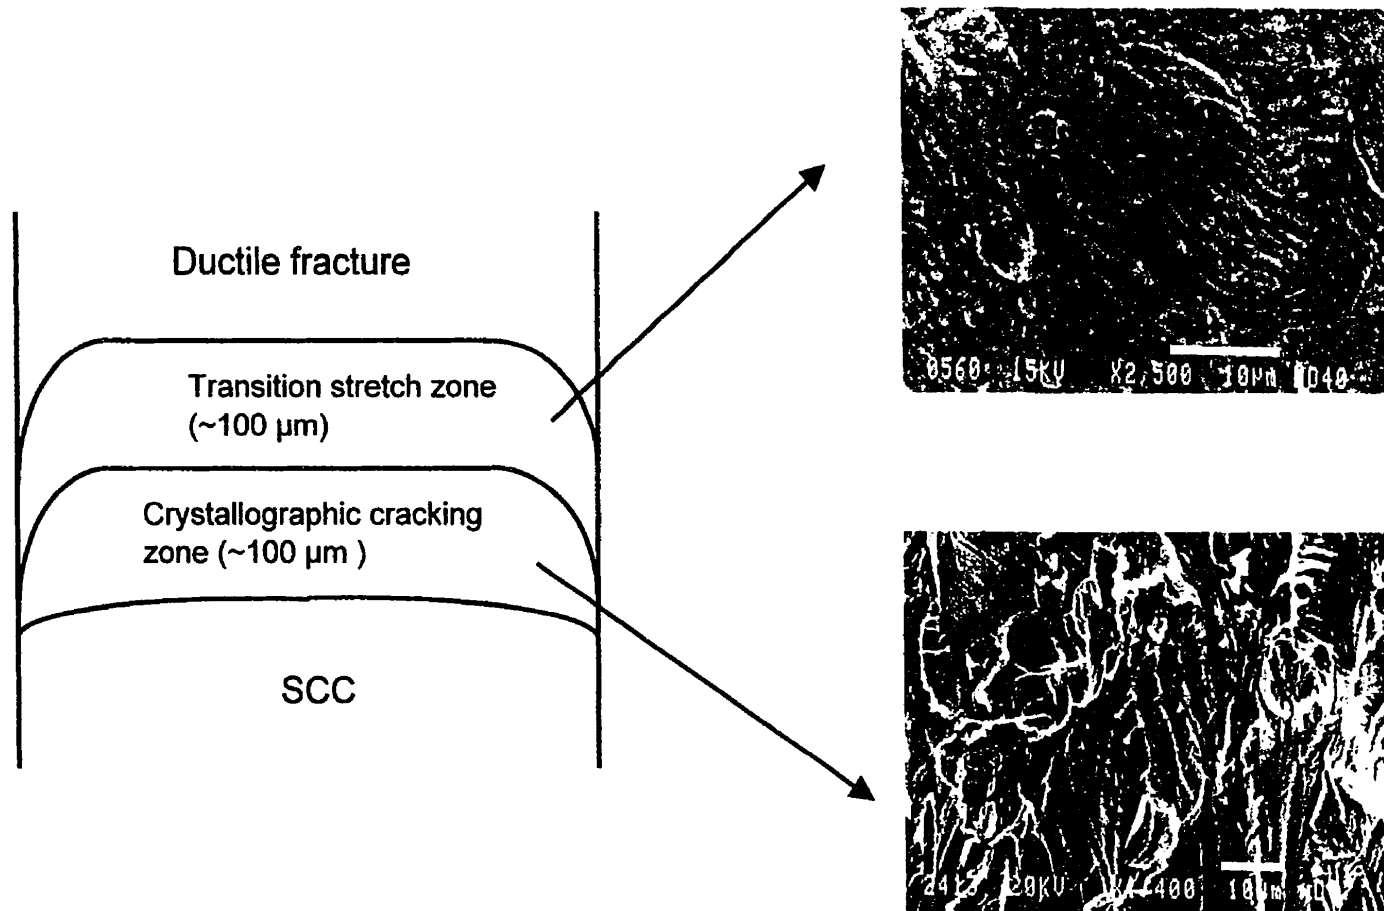 Ductile fracture
Transition stretch zone
(~100 µm)
Crystallographic cracking
zone (~100 µm )
SCC
0560 15KV X2,500 10µm
20KV 10µm